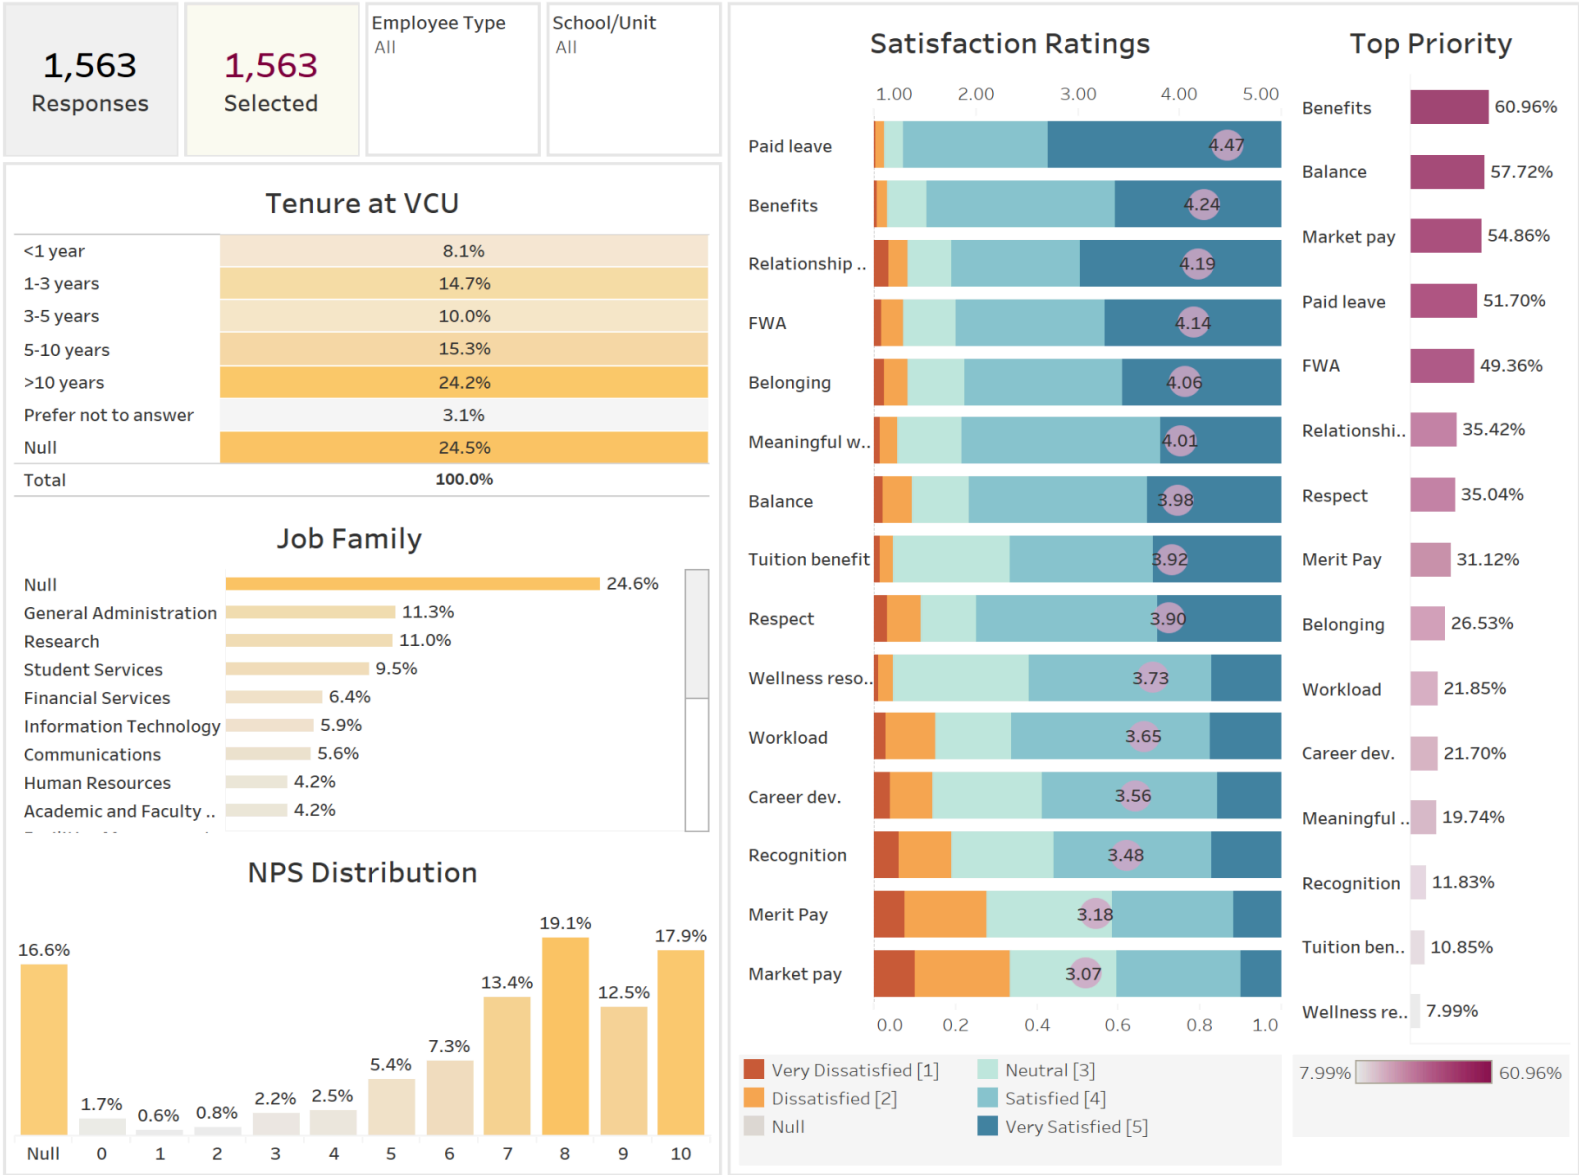 1,563
Responses
1,563
Selected
Employee Type
All
School/Unit
All
Tenure at VCU
<1 year 8.1%
1-3 years 14.7%
3-5 years 10.0%
5-10 years 15.3%
>10 years 24.2%
Prefer not to answer 3.1%
Null 24.5%
Total 100.0%
Job Family
Null 24.6%
General Administration 11.3%
Research 11.0%
Student Services 9.5%
Financial Services 6.4%
Information Technology 5.9%
Communications 5.6%
Human Resources 4.2%
Academic and Faculty .. 4.2%
NPS Distribution
16.6% 1.7% 0.6% 0.8% 2.2% 2.5% 5.4% 7.3% 13.4% 19.1% 12.5% 17.9%
Null 0 1 2 3 4 5 6 7 8 9 10
Satisfaction Ratings
1.00 2.00 3.00 4.00 5.00
Paid leave 4.47
Benefits 4.24
Relationship .. 4.19
FWA 4.14
Belonging 4.06
Meaningful w.. 4.01
Balance 3.98
Tuition benefit 3.92
Respect 3.90
Wellness reso.. 3.73
Workload 3.65
Career dev. 3.56
Recognition 3.48
Merit Pay 3.18
Market pay 3.07
0.0 0.2 0.4 0.6 0.8 1.0
Very Dissatisfied [1]
Dissatisfied [2]
Null
Neutral [3]
Satisfied [4]
Very Satisfied [5]
Top Priority
Benefits 60.96%
Balance 57.72%
Market pay 54.86%
Paid leave 51.70%
FWA 49.36%
Relationshi.. 35.42%
Respect 35.04%
Merit Pay 31.12%
Belonging 26.53%
Workload 21.85%
Career dev. 21.70%
Meaningful .. 19.74%
Recognition 11.83%
Tuition ben.. 10.85%
Wellness re.. 7.99%
7.99% 60.96%